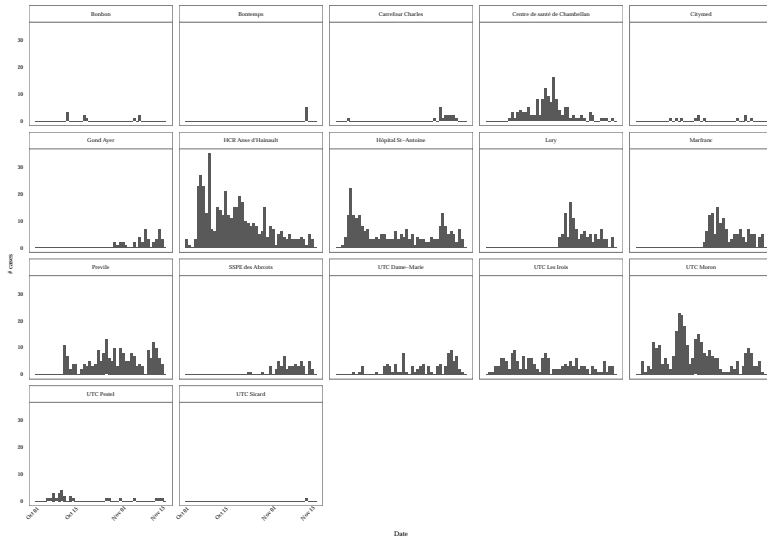 Bonbon Bontemps Carrefour Charles Centre de santé de Chambellan Citymed
30
20
10
0
Gond Ayer HCR Anse d'Hainault Hôpital St−Antoine Lety Marfranc
30
20
10
0
# cases
Previle SSPE des Abricots UTC Dame−Marie UTC Les Irois UTC Moron
30
20
10
0
UTC Pestel UTC Sicard
30
20
10
0
Oct 01 Oct 15 Nov 01 Nov 15 Oct 01 Oct 15 Nov 01 Nov 15
Date